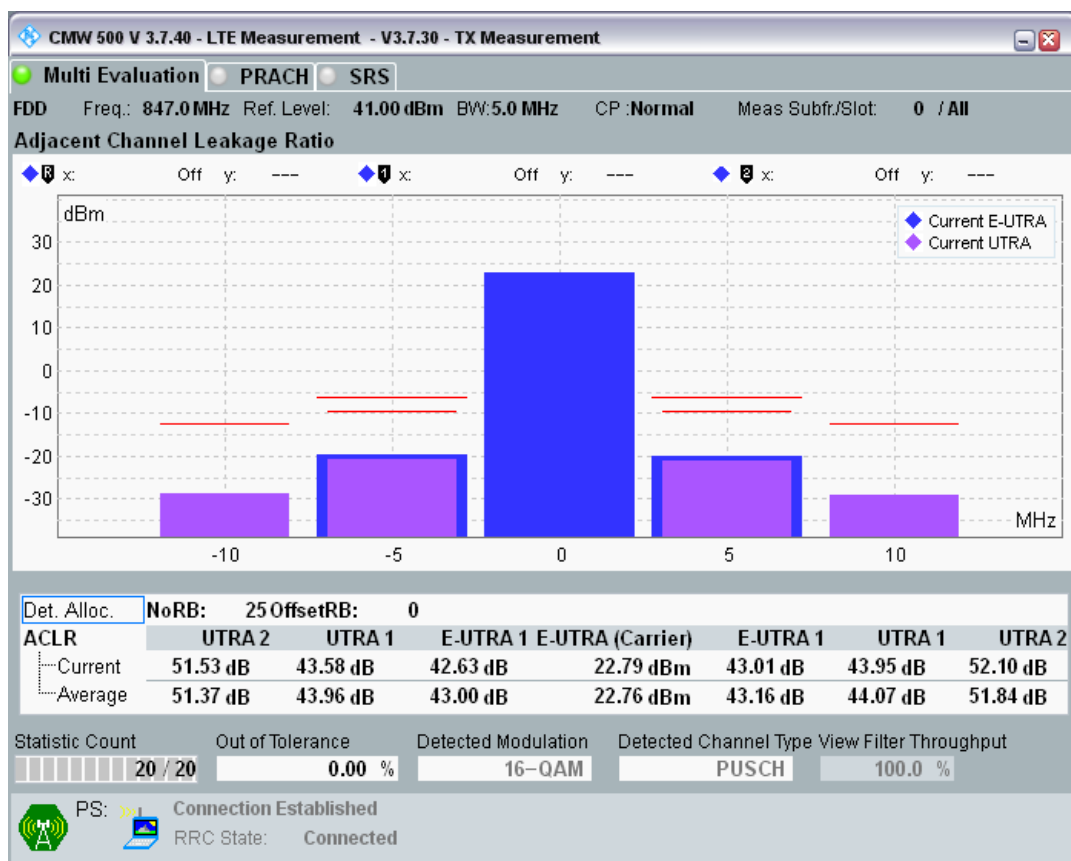 CMW 500 V 3.7.40 - LTE Measurement - V3.7.30 - TX Measurement
Multi Evaluation PRACH SRS
FDD Freq.: 847.0 MHz Ref. Level: 41.00 dBm BW:5.0 MHz CP :Normal Meas Subfr./Slot: 0 / All
Adjacent Channel Leakage Ratio
R x: Off y: --- 1 x: Off y: --- 2 x: Off y: ---
dBm
Current E-UTRA
Current UTRA
30
20
10
0
-10
-20
-30
MHz
-10 -5 0 5 10
Det. Alloc. NoRB: 25 OffsetRB: 0
ACLR UTRA 2 UTRA 1 E-UTRA 1 E-UTRA (Carrier) E-UTRA 1 UTRA 1 UTRA 2
Current 51.53 dB 43.58 dB 42.63 dB 22.79 dBm 43.01 dB 43.95 dB 52.10 dB
Average 51.37 dB 43.96 dB 43.00 dB 22.76 dBm 43.16 dB 44.07 dB 51.84 dB
Statistic Count Out of Tolerance Detected Modulation Detected Channel Type View Filter Throughput
20 / 20 0.00 % 16-QAM PUSCH 100.0 %
PS: Connection Established
RRC State: Connected